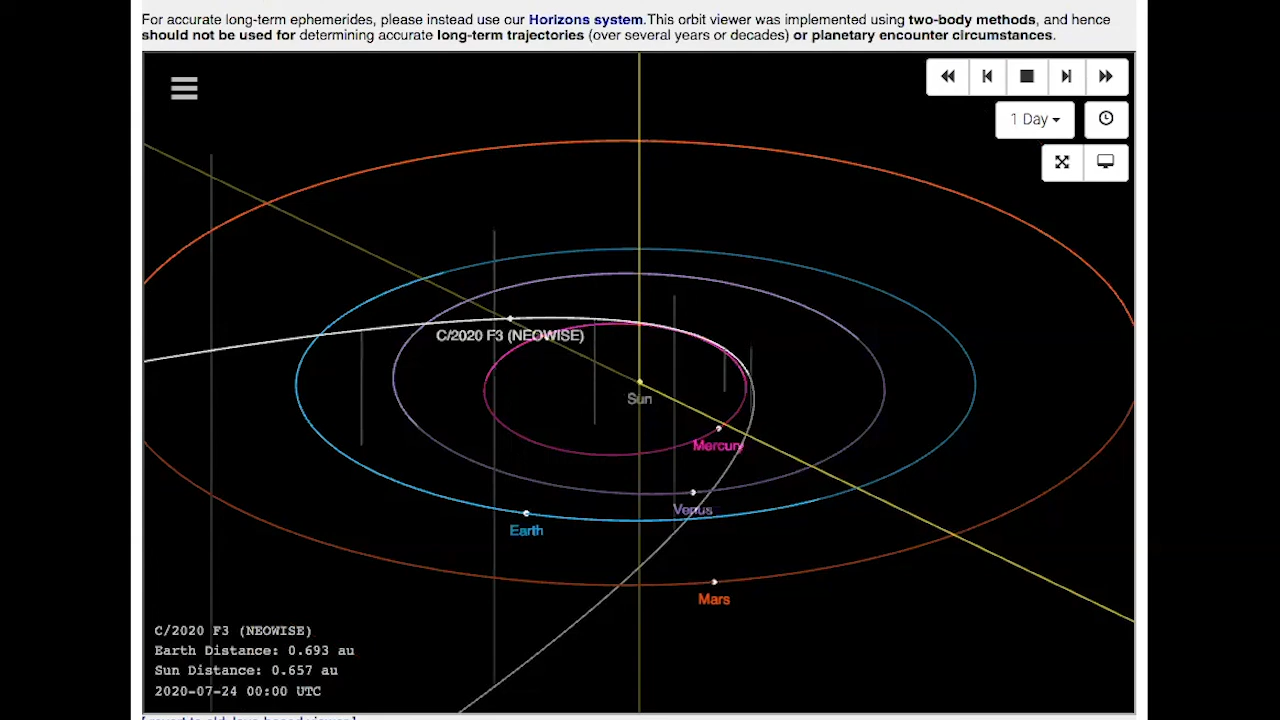 For accurate long-term ephemerides, please instead use our Horizons system.This orbit viewer was implemented using two-body methods, and hence
should not be used for determining accurate long-term trajectories (over several years or decades) or planetary encounter circumstances.
1 Day
C/2020 F3 (NEOWISE)
Sun
Mercury
Venus
Earth
Mars
C/2020 F3 (NEOWISE)
Earth Distance: 0.693 au
Sun Distance: 0.657 au
2020-07-24 00:00 UTC